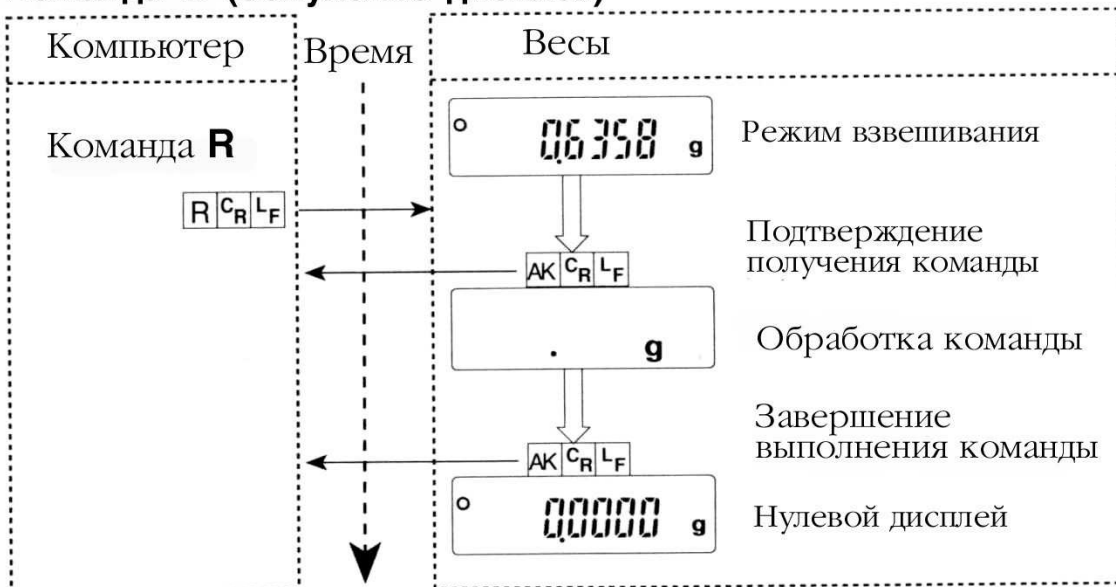 Компьютер
Время
Весы
Команда R
0.6358 g
Режим взвешивания
R CR LF
Подтверждение
получения команды
AK CR LF
. g
Обработка команды
Завершение
выполнения команды
AK CR LF
0.0000 g
Нулевой дисплей